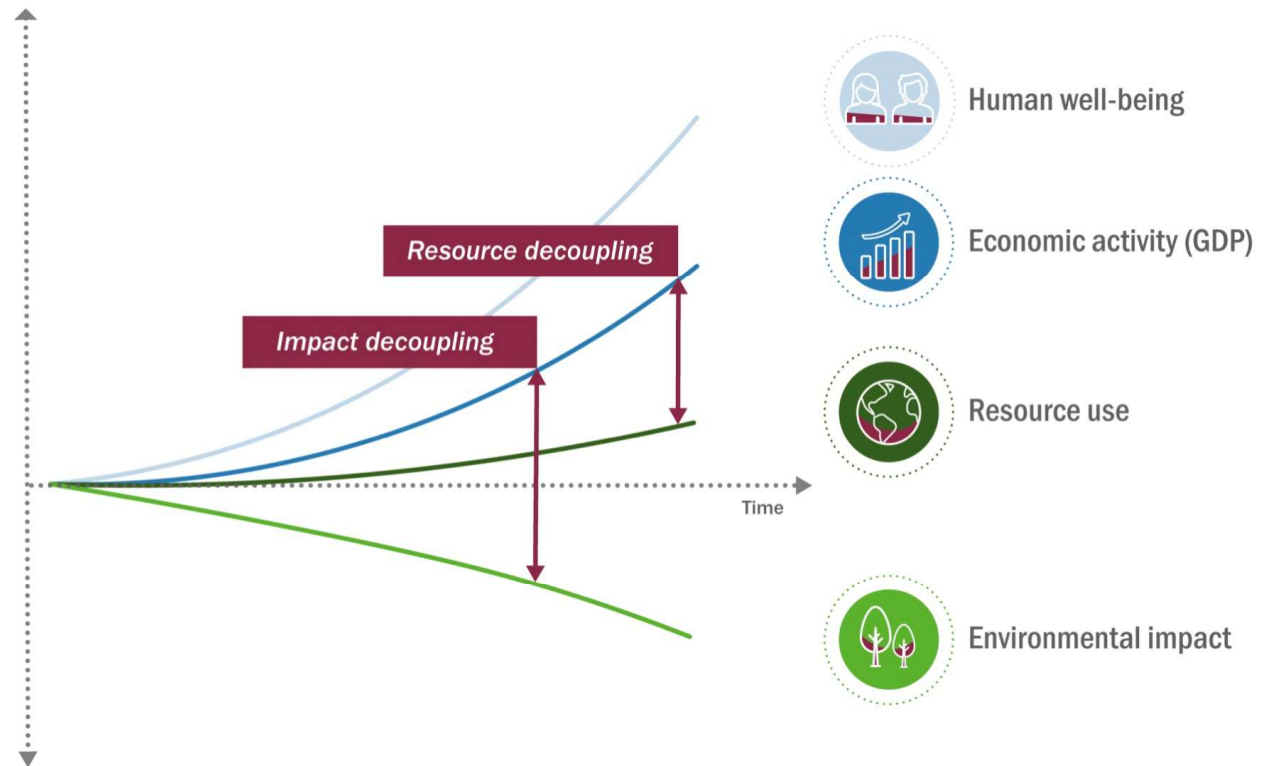 Human well-being
Resource decoupling
Economic activity (GDP)
Impact decoupling
Resource use
Time
Environmental impact